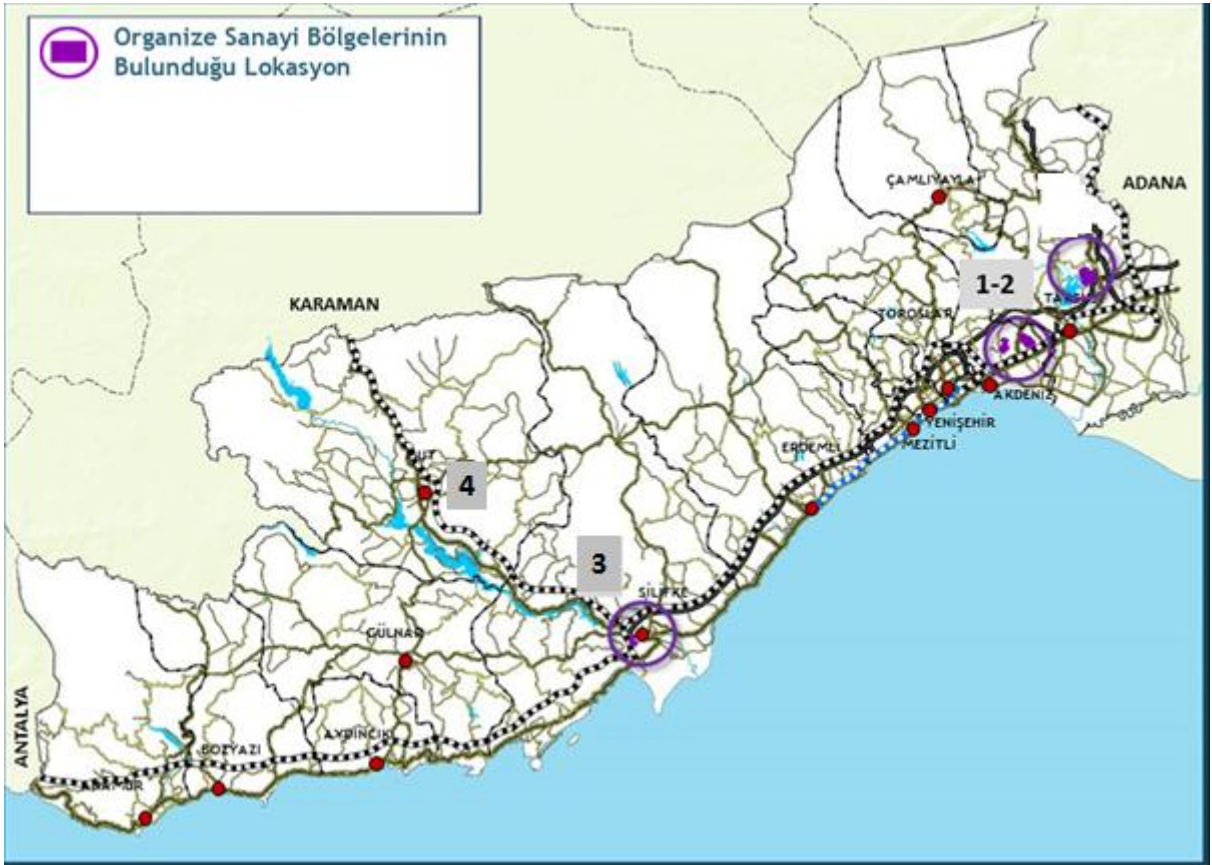 Organize Sanayi Bölgelerinin
Bulunduğu Lokasyon
ÇAMLIYAYLA
ADANA
1-2
KARAMAN
TOROSLAR
AKDENİZ
YENİŞEHİR
MEZİTLİ
ERDEMLİ
4
3
SİLİFKE
GÜLNAR
ANTALYA
AYDINCIK
BOZYAZI